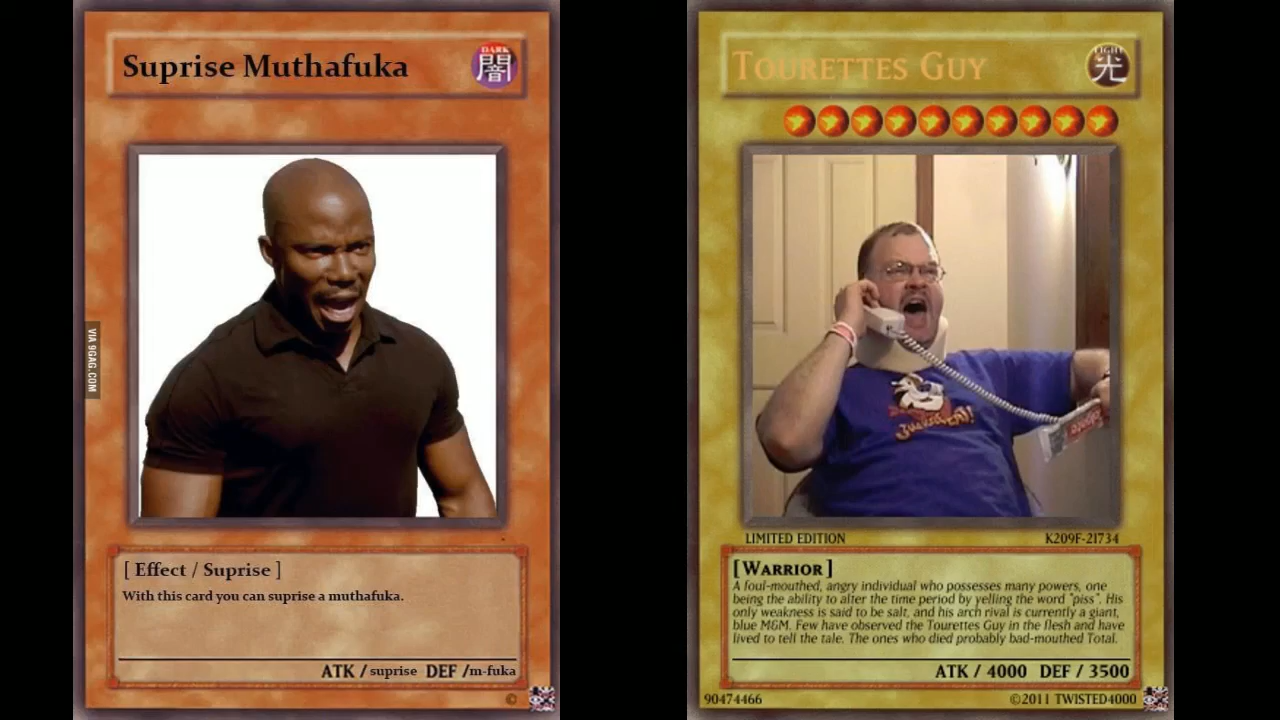 Suprise Muthafuka
DARK
闇
VIA 9GAG.COM
[ Effect / Suprise ]
With this card you can suprise a muthafuka.
ATK / suprise DEF /m-fuka
©
TOURETTES GUY
LIGHT
光
LIMITED EDITION
K209F-21734
[WARRIOR]
A foul-mouthed, angry individual who possesses many powers, one
being the ability to alter the time period by yelling the word "piss". His
only weakness is said to be salt, and his arch rival is currently a giant,
blue M&M. Few have observed the Tourettes Guy in the flesh and have
lived to tell the tale. The ones who died probably bad-mouthed Total.
ATK / 4000 DEF / 3500
90474466
©2011 TWISTED4000